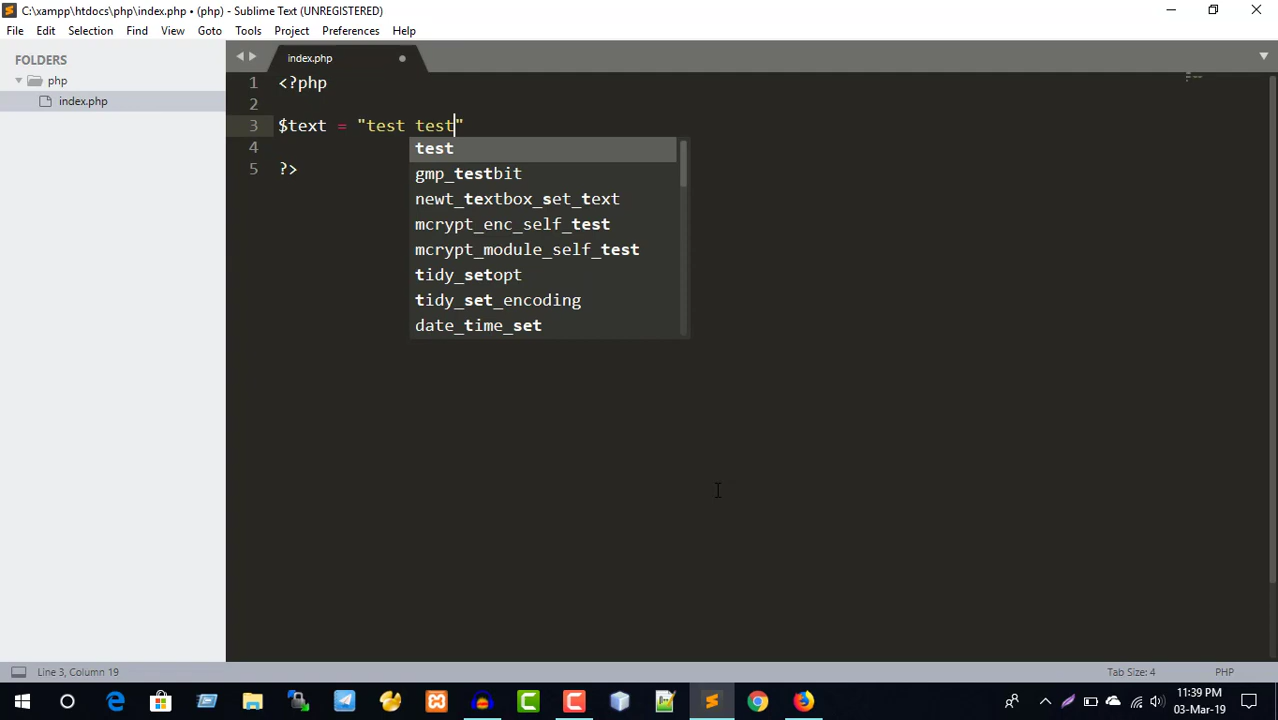 C:\xampp\htdocs\php\index.php • (php) - Sublime Text (UNREGISTERED)
File Edit Selection Find View Goto Tools Project Preferences Help
FOLDERS
php
index.php
index.php
1 <?php
2
3 $text = "test test"
4
5 ?>
test
gmp_testbit
newt_textbox_set_text
mcrypt_enc_self_test
mcrypt_module_self_test
tidy_setopt
tidy_set_encoding
date_time_set
Line 3, Column 19 Tab Size: 4 PHP
11:39 PM
03-Mar-19